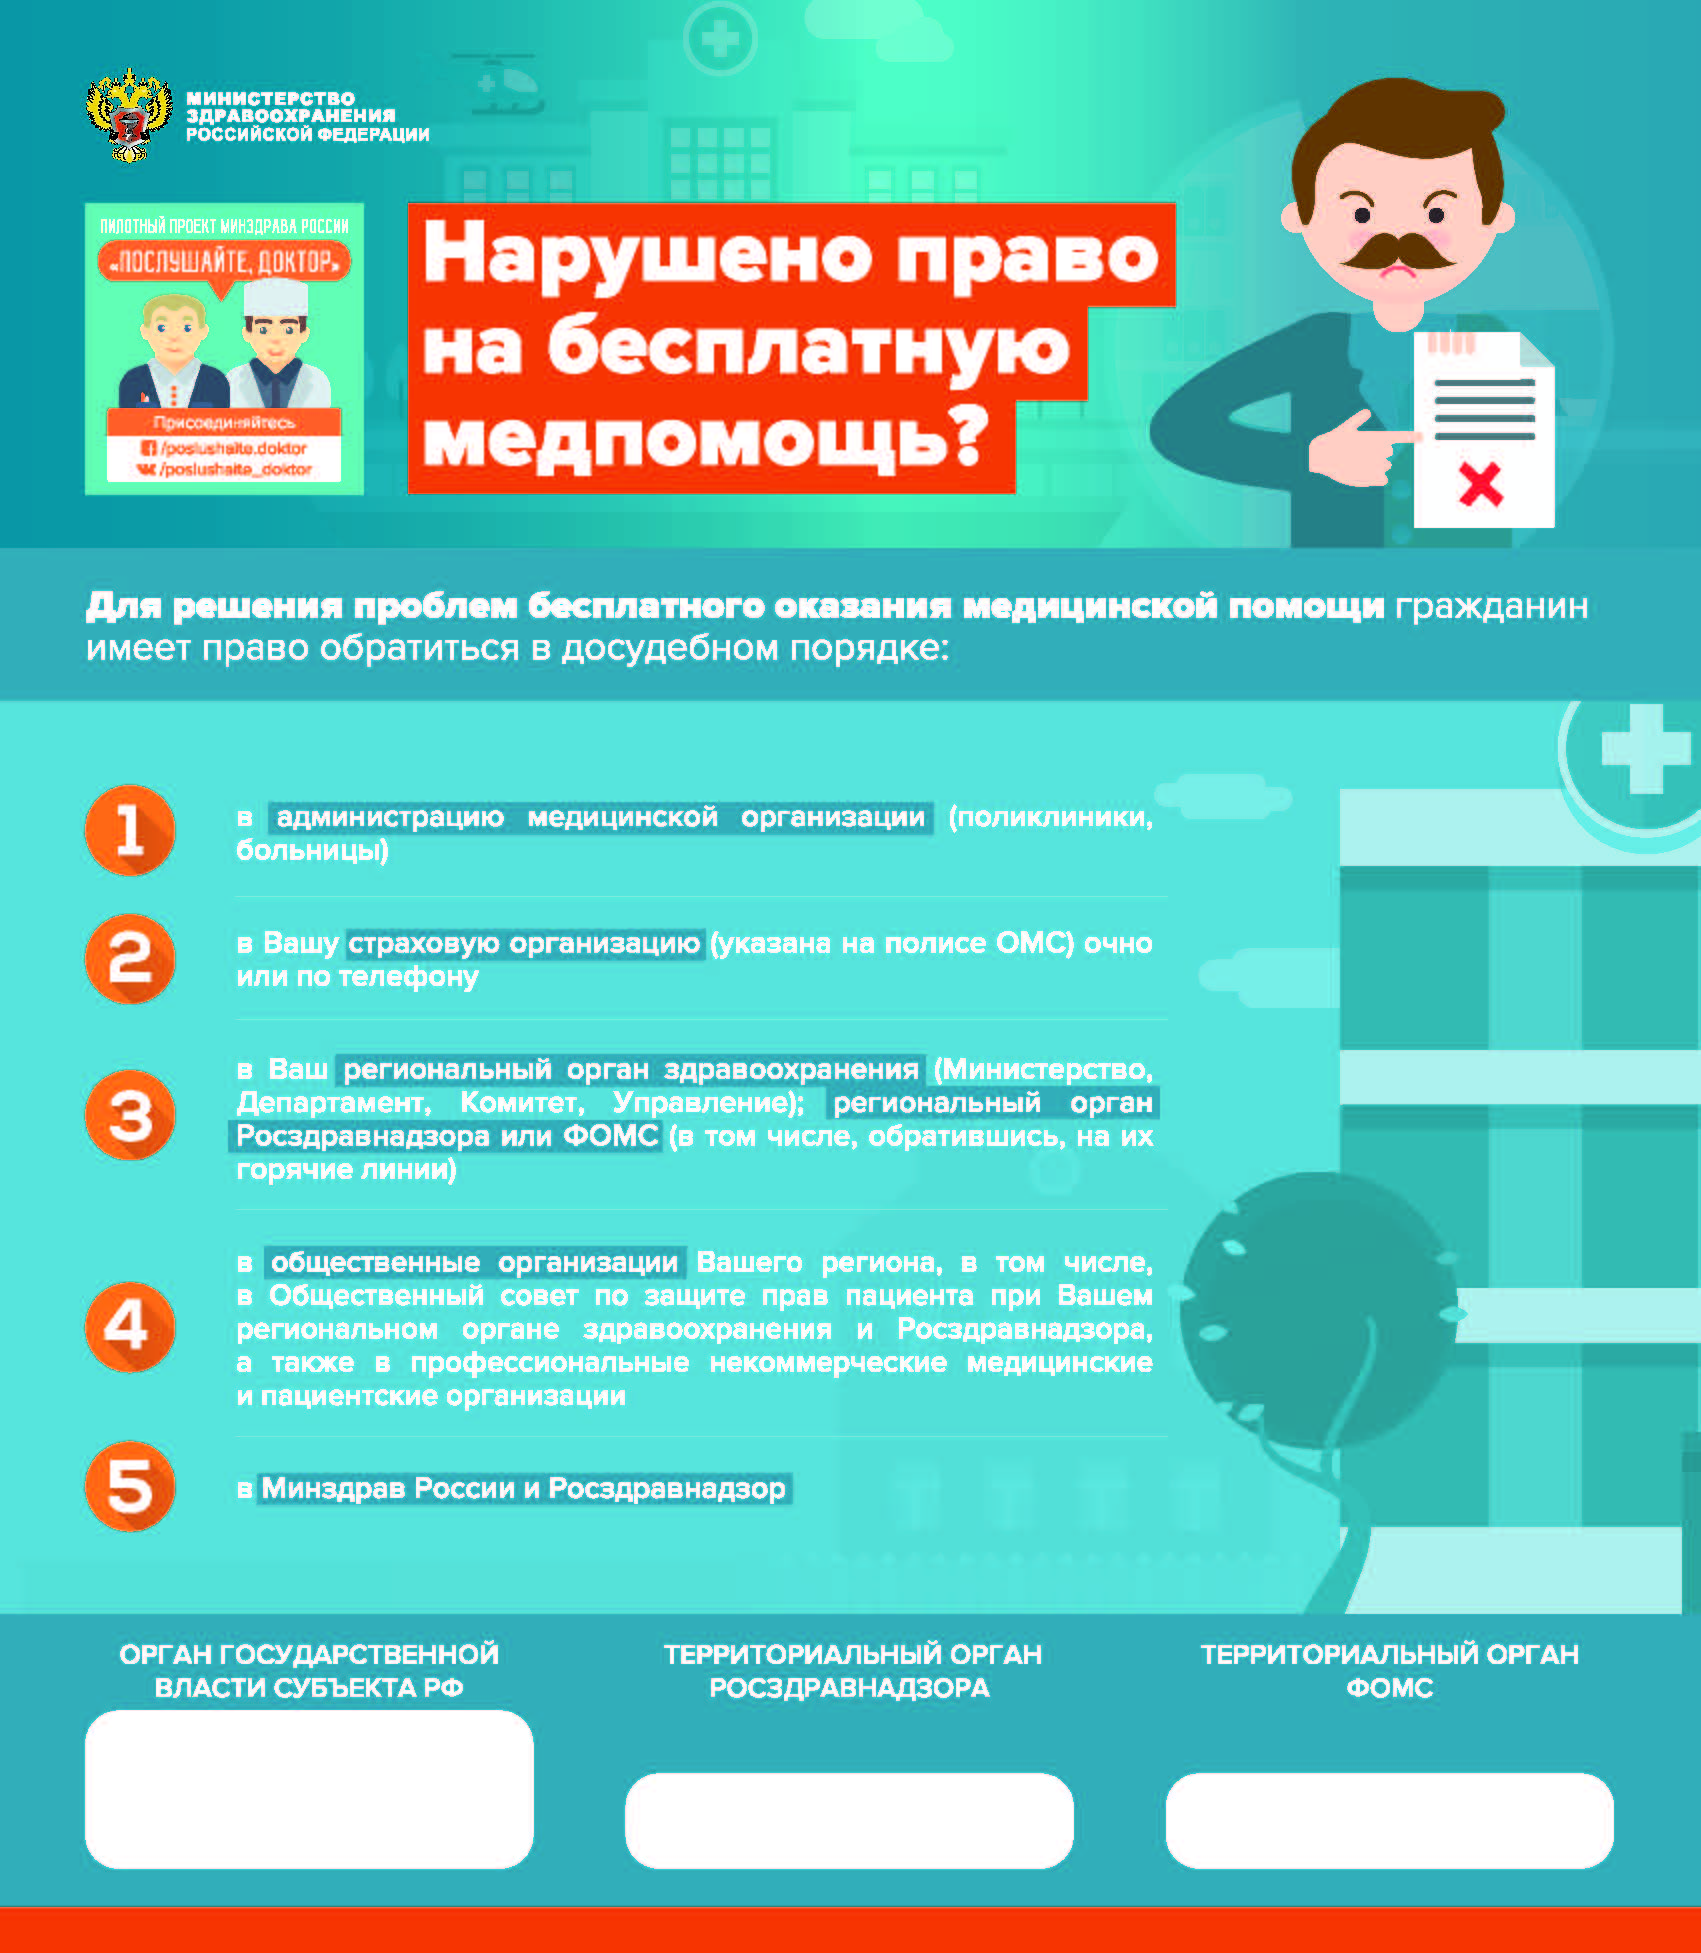 МИНИСТЕРСТВО
ЗДРАВООХРАНЕНИЯ
РОССИЙСКОЙ ФЕДЕРАЦИИ
ПИЛОТНЫЙ ПРОЕКТ МИНЗДРАВА РОССИИ
«ПОСЛУШАЙТЕ, ДОКТОР»
Присоединяйтесь
/poslushaite.doktor
/poslushaite_doktor
Нарушено право
на бесплатную
медпомощь?
Для решения проблем бесплатного оказания медицинской помощи гражданин
имеет право обратиться в досудебном порядке:
1
в администрацию медицинской организации (поликлиники,
больницы)
2
в Вашу страховую организацию (указана на полисе ОМС) очно
или по телефону
3
в Ваш региональный орган здравоохранения (Министерство,
Департамент, Комитет, Управление); региональный орган
Росздравнадзора или ФОМС (в том числе, обратившись, на их
горячие линии)
4
в общественные организации Вашего региона, в том числе,
в Общественный совет по защите прав пациента при Вашем
региональном органе здравоохранения и Росздравнадзора,
а также в профессиональные некоммерческие медицинские
и пациентские организации
5
в Минздрав России и Росздравнадзор
ОРГАН ГОСУДАРСТВЕННОЙ
ВЛАСТИ СУБЪЕКТА РФ
ТЕРРИТОРИАЛЬНЫЙ ОРГАН
РОСЗДРАВНАДЗОРА
ТЕРРИТОРИАЛЬНЫЙ ОРГАН
ФОМС